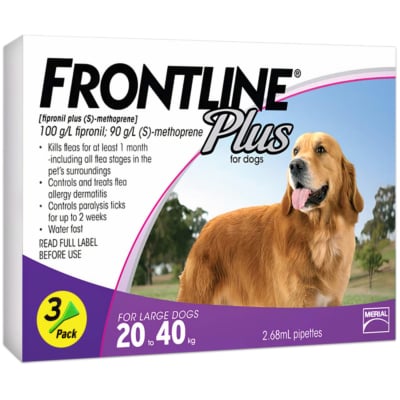 FRONTLINE®
Plus
for dogs
[fipronil plus (S)-methoprene]
100 g/L fipronil; 90 g/L (S)-methoprene
• Kills fleas for at least 1 month
-including all flea stages in the
pet's surroundings
• Controls and treats flea
allergy dermatitis
• Controls paralysis ticks
for up to 2 weeks
• Water fast
READ FULL LABEL
BEFORE USE
3
Pack
FOR LARGE DOGS
20 to 40 kg
2.68mL pipettes
MERIAL